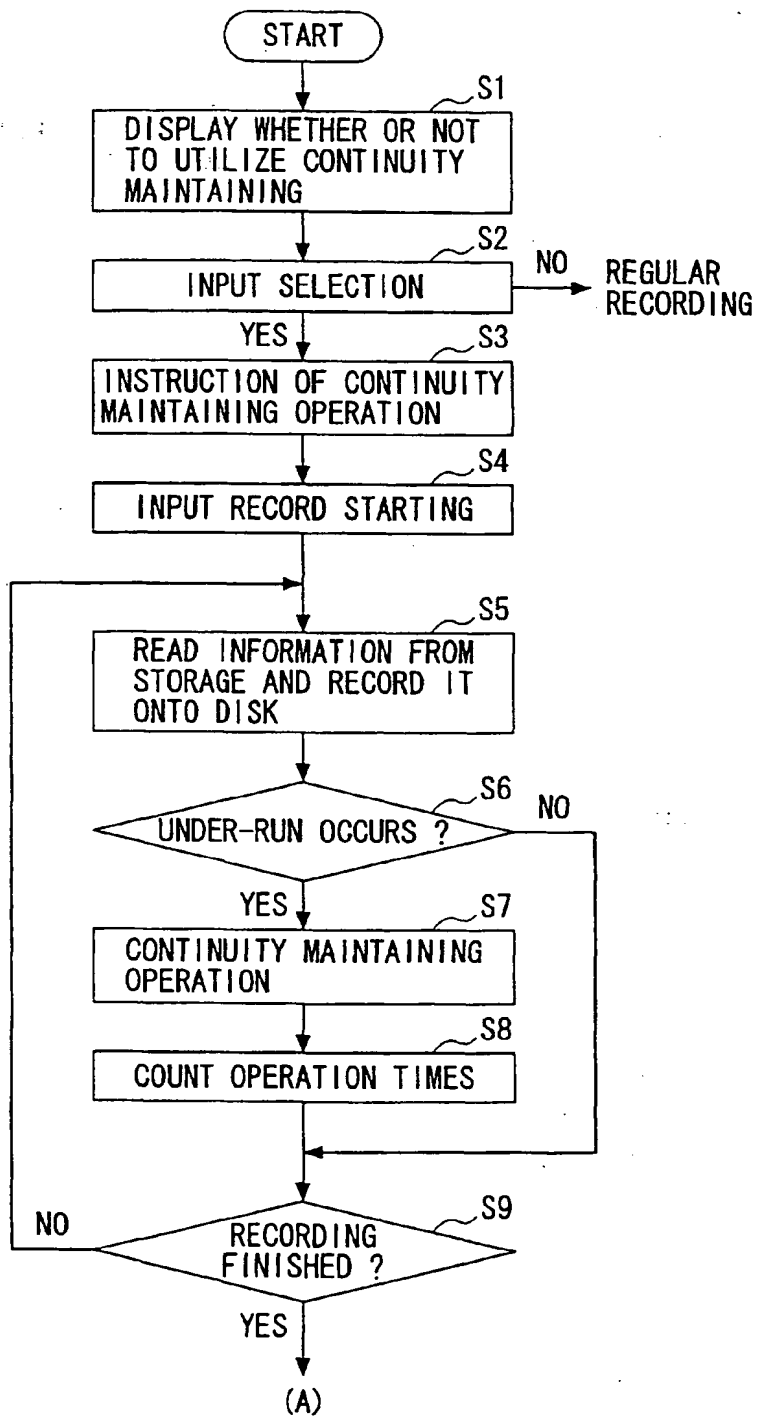 START
S1
DISPLAY WHETHER OR NOT
TO UTILIZE CONTINUITY
MAINTAINING
S2
INPUT SELECTION
NO
REGULAR
RECORDING
YES
S3
INSTRUCTION OF CONTINUITY
MAINTAINING OPERATION
S4
INPUT RECORD STARTING
S5
READ INFORMATION FROM
STORAGE AND RECORD IT
ONTO DISK
S6
UNDER-RUN OCCURS ?
NO
YES
S7
CONTINUITY MAINTAINING
OPERATION
S8
COUNT OPERATION TIMES
S9
NO
RECORDING
FINISHED ?
YES
(A)